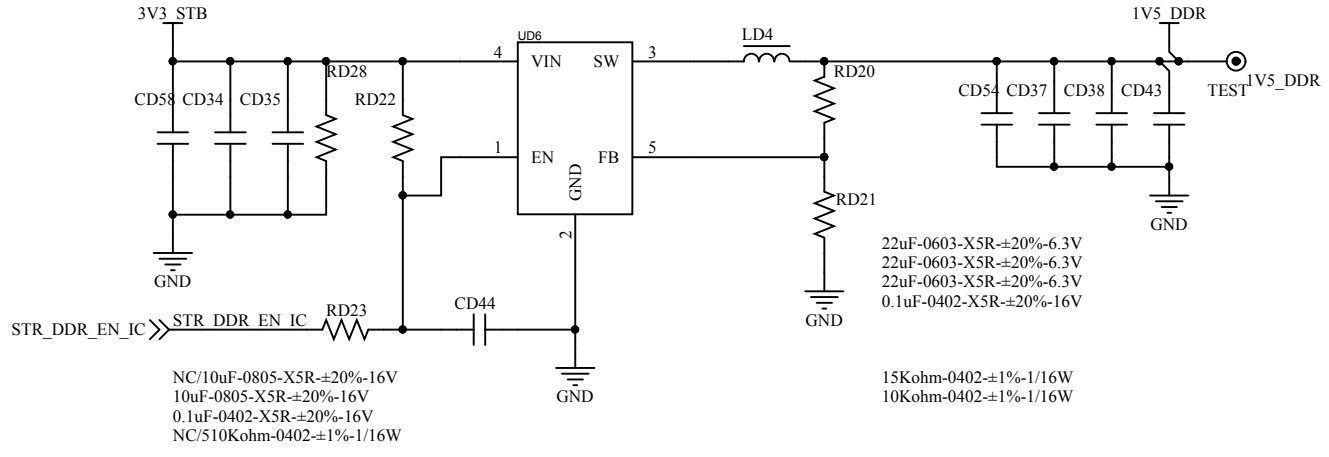 3V3_STB
1V5_DDR
UD6
LD4
4
VIN
SW
3
RD28
RD20
CD58
CD34
CD35
RD22
CD54
CD37
CD38
CD43
TEST
1V5_DDR
1
EN
FB
5
GND
2
RD21
GND
GND
22uF-0603-X5R-±20%-6.3V
22uF-0603-X5R-±20%-6.3V
22uF-0603-X5R-±20%-6.3V
0.1uF-0402-X5R-±20%-16V
GND
STR_DDR_EN_IC
STR_DDR_EN_IC
RD23
CD44
GND
NC/10uF-0805-X5R-±20%-16V
10uF-0805-X5R-±20%-16V
0.1uF-0402-X5R-±20%-16V
NC/510Kohm-0402-±1%-1/16W
15Kohm-0402-±1%-1/16W
10Kohm-0402-±1%-1/16W